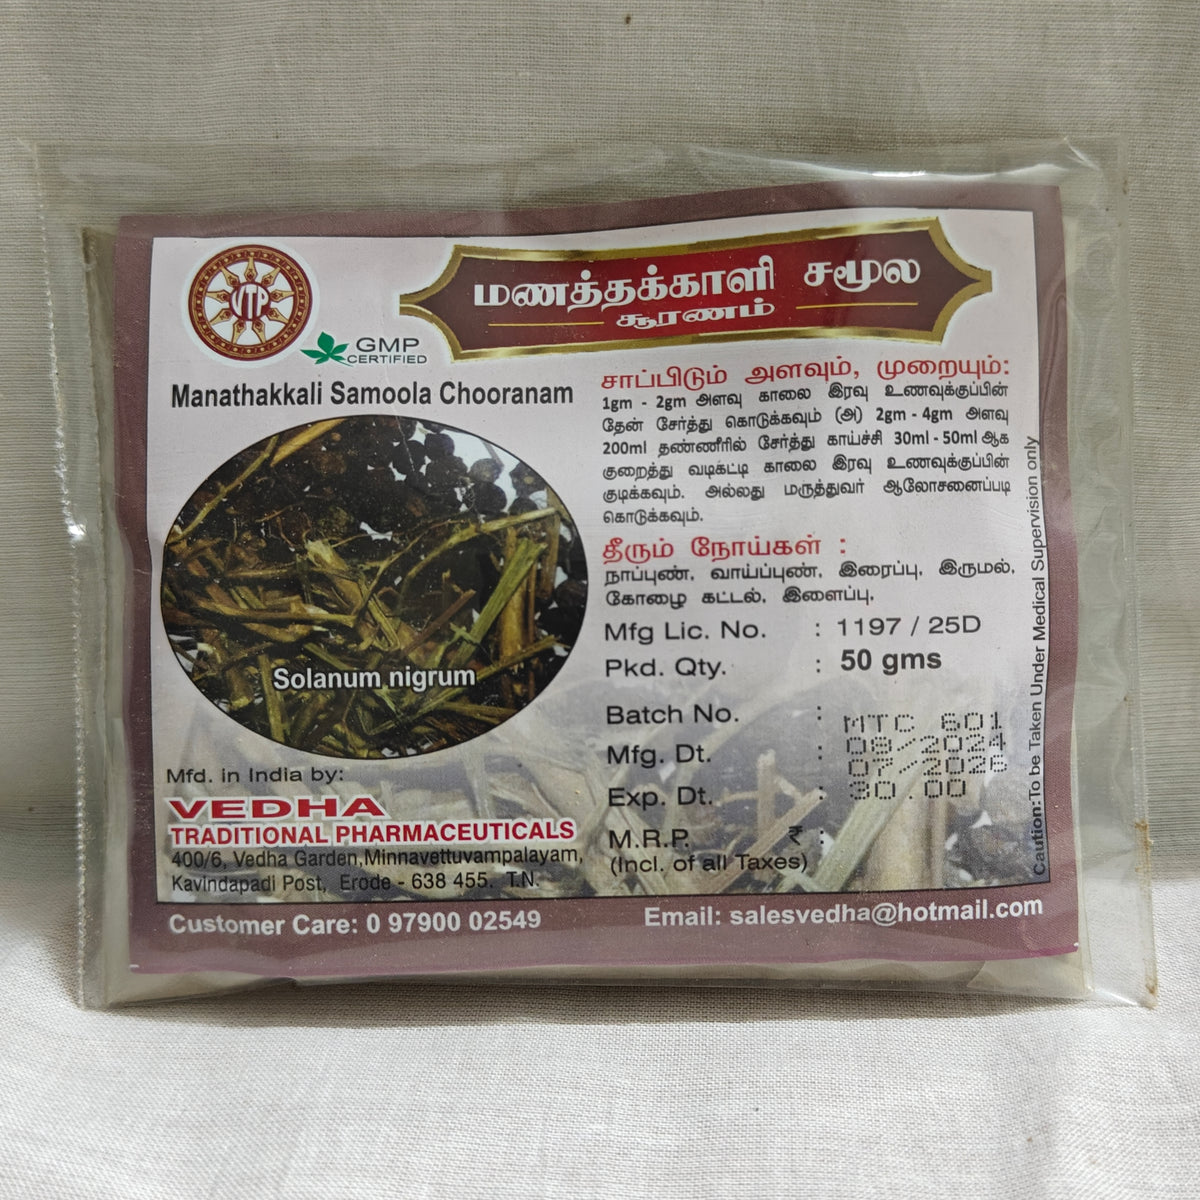 மணத்தக்காளி சமூல
சூரணம்
VTP
GMP
CERTIFIED
Manathakkali Samoola Chooranam
Solanum nigrum
Mfd. in India by:
VEDHA
TRADITIONAL PHARMACEUTICALS
400/6, Vedha Garden,Minnavettuvampalayam,
Kavindapadi Post, Erode - 638 455. T.N.
சாப்பிடும் அளவும், முறையும்:
1gm - 2gm அளவு காலை இரவு உணவுக்குப்பின்
தேன் சேர்த்து கொடுக்கவும் (அ) 2gm - 4gm அளவு
200ml தண்ணீரில் சேர்த்து காய்ச்சி 30ml - 50ml ஆக
குறைத்து வடிகட்டி காலை இரவு உணவுக்குப்பின்
குடிக்கவும். அல்லது மருத்துவர் ஆலோசனைப்படி
கொடுக்கவும்.
தீரும் நோய்கள் :
நாப்புண், வாய்ப்புண், இரைப்பு, இருமல்,
கோழை கட்டல், இளைப்பு.
Mfg Lic. No. : 1197 / 25D
Pkd. Qty. : 50 gms
Batch No. : MTC 601
Mfg. Dt. : 08/2024
Exp. Dt. : 07/2026
M.R.P. ₹ : 30.00
(Incl. of all Taxes)
Caution:To be Taken Under Medical Supervision only
Customer Care: 0 97900 02549
Email: salesvedha@hotmail.com